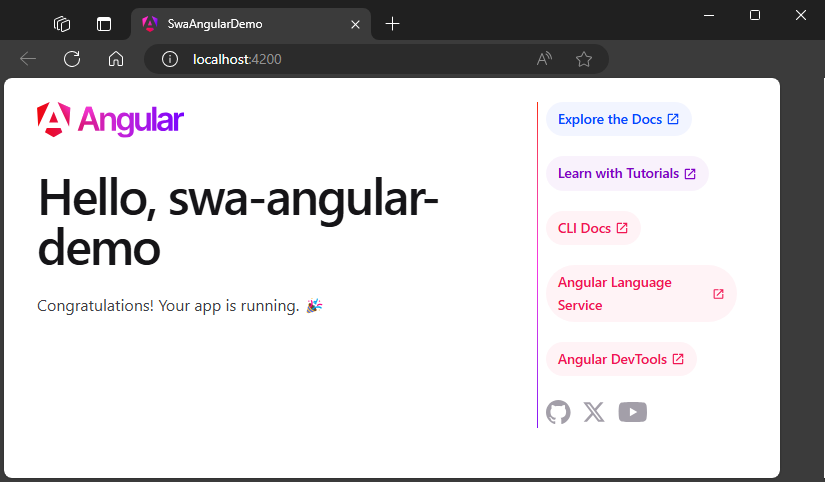 SwaAngularDemo
localhost:4200
Angular
Hello, swa-angular-
demo
Congratulations! Your app is running. 🎉
Explore the Docs
Learn with Tutorials
CLI Docs
Angular Language
Service
Angular DevTools